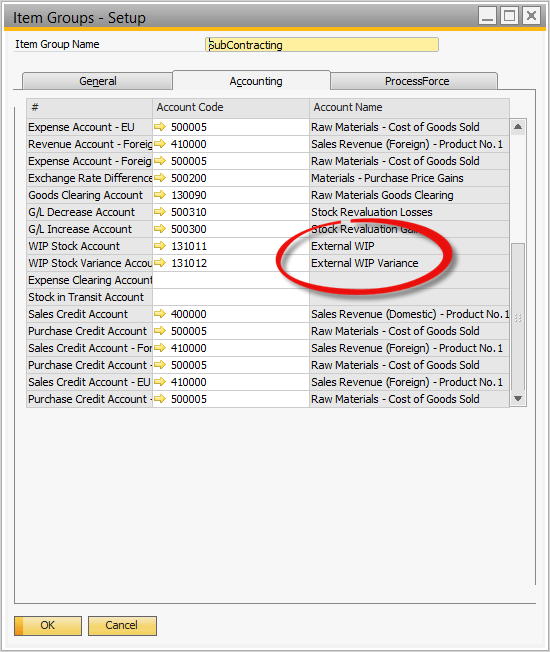 Item Groups - Setup
Item Group Name SubContracting
General Accounting ProcessForce
# Account Code Account Name
Expense Account - EU 500005 Raw Materials - Cost of Goods Sold
Revenue Account - Foreign 410000 Sales Revenue (Foreign) - Product No.1
Expense Account - Foreig 500005 Raw Materials - Cost of Goods Sold
Exchange Rate Difference 500200 Materials - Purchase Price Gains
Goods Clearing Account 130090 Raw Materials Goods Clearing
G/L Decrease Account 500310 Stock Revaluation Losses
G/L Increase Account 500300 Stock Revaluation Gai
WIP Stock Account 131011 External WIP
WIP Stock Variance Accou 131012 External WIP Variance
Expense Clearing Account
Stock in Transit Account
Sales Credit Account 400000 Sales Revenue (Domestic) - Product No.1
Purchase Credit Account 500005 Raw Materials - Cost of Goods Sold
Sales Credit Account - For 410000 Sales Revenue (Foreign) - Product No.1
Purchase Credit Account - 500005 Raw Materials - Cost of Goods Sold
Sales Credit Account - EU 410000 Sales Revenue (Foreign) - Product No.1
Purchase Credit Account - 500005 Raw Materials - Cost of Goods Sold
OK Cancel